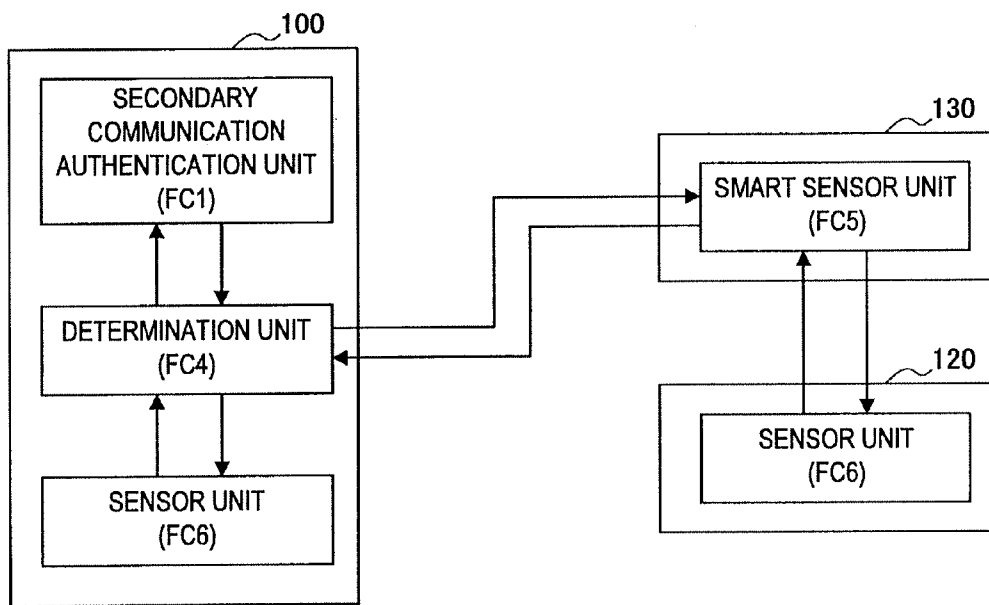 100
SECONDARY
COMMUNICATION
AUTHENTICATION UNIT
(FC1)
DETERMINATION UNIT
(FC4)
SENSOR UNIT
(FC6)
130
SMART SENSOR UNIT
(FC5)
120
SENSOR UNIT
(FC6)